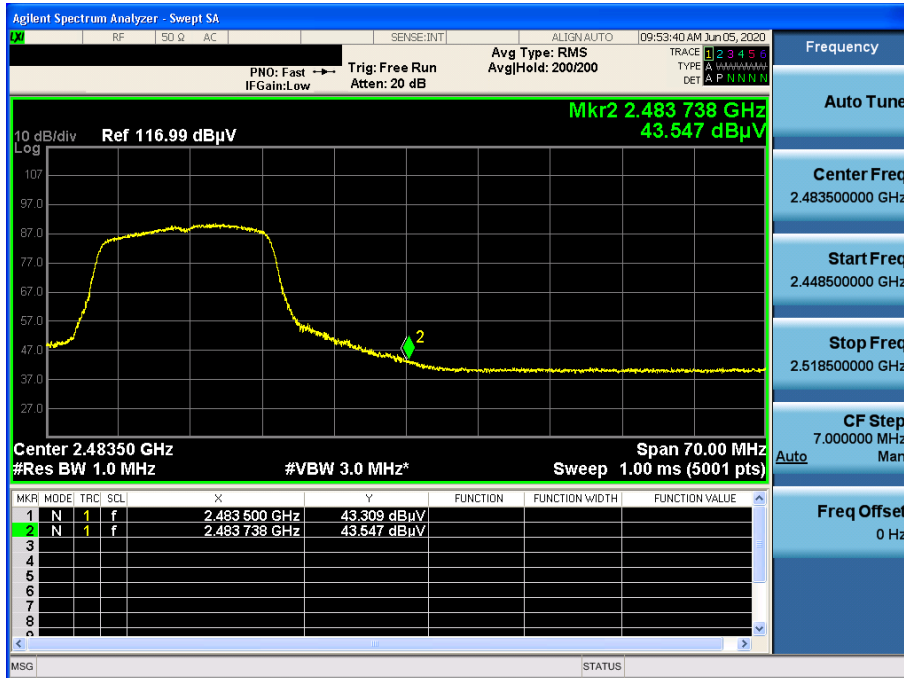 Agilent Spectrum Analyzer - Swept SA
LXI RF 50 Ω AC SENSE:INT ALIGN AUTO 09:53:40 AM Jun 05, 2020
PNO: Fast
IFGain:Low
Trig: Free Run
Atten: 20 dB
Avg Type: RMS
Avg|Hold: 200/200
TRACE 1 2 3 4 5 6
TYPE A WWWWW
DET A P N N N N
Mkr2 2.483 738 GHz
43.547 dBµV
10 dB/div Ref 116.99 dBµV
Log
107
97.0
87.0
77.0
67.0
57.0
47.0
37.0
27.0
2
Center 2.48350 GHz Span 70.00 MHz
#Res BW 1.0 MHz #VBW 3.0 MHz* Sweep 1.00 ms (5001 pts)
MKR MODE TRC SCL X Y FUNCTION FUNCTION WIDTH FUNCTION VALUE
1 N 1 f 2.483 500 GHz 43.309 dBµV
2 N 1 f 2.483 738 GHz 43.547 dBµV
3
4
5
6
7
8
9
MSG STATUS
Frequency
Auto Tune
Center Freq
2.483500000 GHz
Start Freq
2.448500000 GHz
Stop Freq
2.518500000 GHz
CF Step
7.000000 MHz
Auto Man
Freq Offset
0 Hz